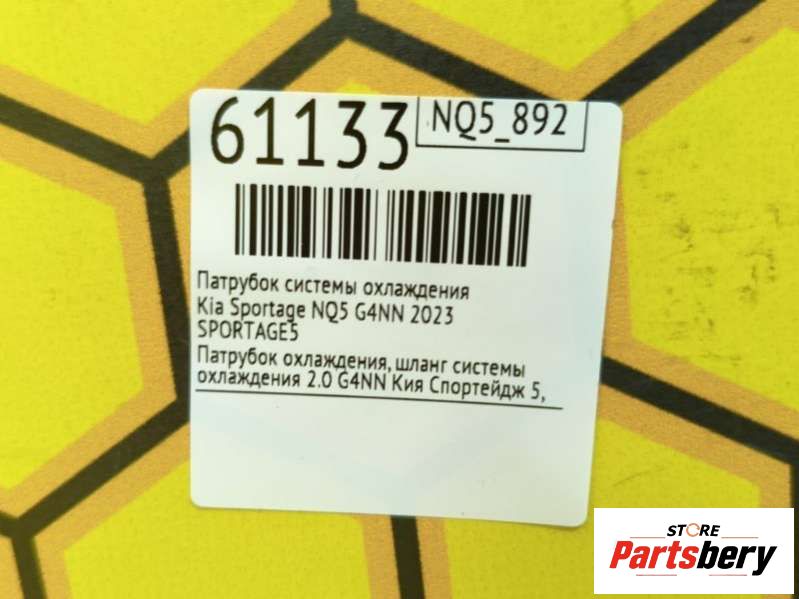 61133
NQ5_892
Патрубок системы охлаждения
Kia Sportage NQ5 G4NN 2023
SPORTAGE5
Патрубок охлаждения, шланг системы
охлаждения 2.0 G4NN Кия Спортейдж 5,
STORE
Partsbery